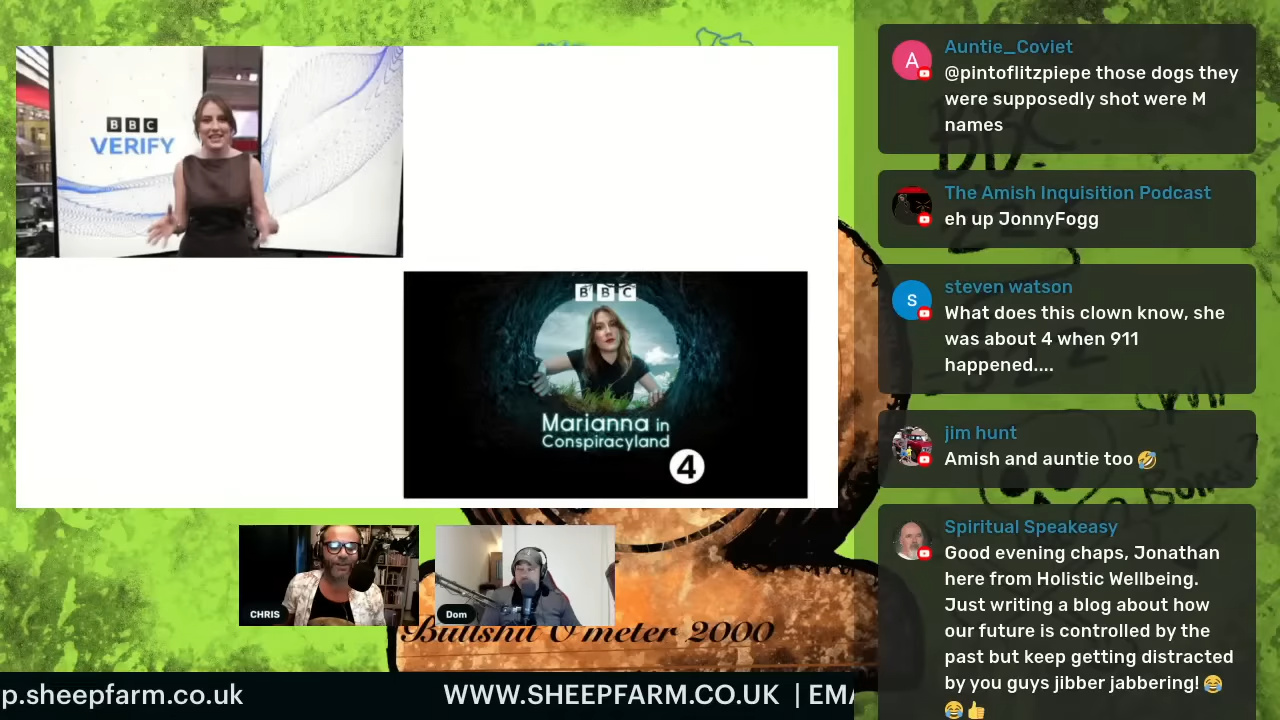 BBC
VERIFY
BBC
Marianna in
Conspiracyland
4
CHRIS
Dom
Bullshit O meter 2000
p.sheepfarm.co.uk
WWW.SHEEPFARM.CO.UK | EMA
A
Auntie_Coviet
@pintoflitzpiepe those dogs they
were supposedly shot were M
names
The Amish Inquisition Podcast
eh up JonnyFogg
S
steven watson
What does this clown know, she
was about 4 when 911
happened....
jim hunt
Amish and auntie too 🤣
Spiritual Speakeasy
Good evening chaps, Jonathan
here from Holistic Wellbeing.
Just writing a blog about how
our future is controlled by the
past but keep getting distracted
by you guys jibber jabbering! 😂
😂👍